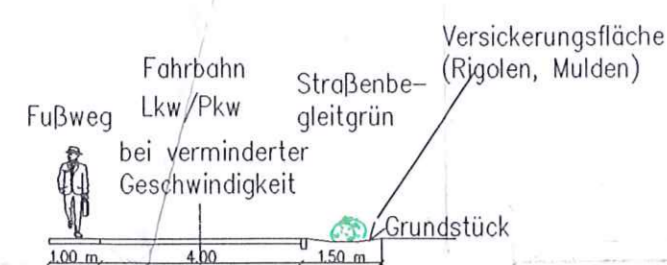 Versickerungsfläche
(Rigolen, Mulden)
Fahrbahn
Lkw/Pkw
Straßenbe-
gleitgrün
Fußweg
bei verminderter
Geschwindigkeit
Grundstück
1.00 m
4.00
1.50 m